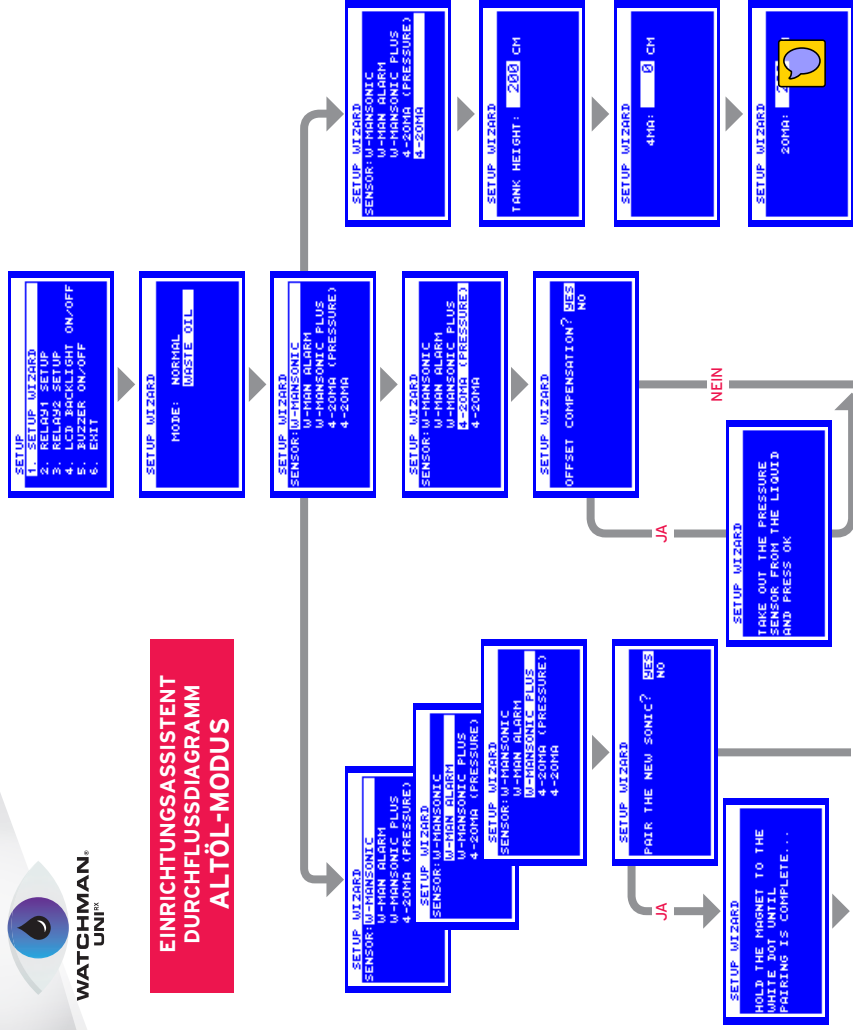 WATCHMAN®
UNI RX
EINRICHTUNGSASSISTENT
DURCHFLUSSDIAGRAMM
ALTÖL-MODUS
SETUP
1. SETUP WIZARD
2. RELAY1 SETUP
3. RELAY2 SETUP
4. LCD BACKLIGHT ON/OFF
5. BUZZER ON/OFF
6. EXIT
SETUP WIZARD
MODE: NORMAL
WASTE OIL
SETUP WIZARD
SENSOR:W-MANSONIC
W-MAN ALARM
W-MANSONIC PLUS
4-20MA (PRESSURE)
4-20MA
SETUP WIZARD
SENSOR:W-MANSONIC
W-MAN ALARM
W-MANSONIC PLUS
4-20MA (PRESSURE)
SETUP WIZARD
SENSOR:W-MANSONIC
W-MAN ALARM
W-MANSONIC PLUS
4-20MA (PRESSURE)
SETUP WIZARD
SENSOR:W-MANSONIC
W-MAN ALARM
W-MANSONIC PLUS
4-20MA (PRESSURE)
4-20MA
SETUP WIZARD
PAIR THE NEW SONIC? YES
NO
JA
SETUP WIZARD
HOLD THE MAGNET TO THE
WHITE DOT UNTIL
PAIRING IS COMPLETE...
SETUP WIZARD
SENSOR:W-MANSONIC
W-MAN ALARM
W-MANSONIC PLUS
4-20MA (PRESSURE)
4-20MA
SETUP WIZARD
OFFSET COMPENSATION? YES
NO
JA
NEIN
SETUP WIZARD
TAKE OUT THE PRESSURE
SENSOR FROM THE LIQUID
AND PRESS OK
SETUP WIZARD
SENSOR:W-MANSONIC
W-MAN ALARM
W-MANSONIC PLUS
4-20MA (PRESSURE)
4-20MA
SETUP WIZARD
TANK HEIGHT: 200 CM
SETUP WIZARD
4MA: 0 CM
SETUP WIZARD
20MA: